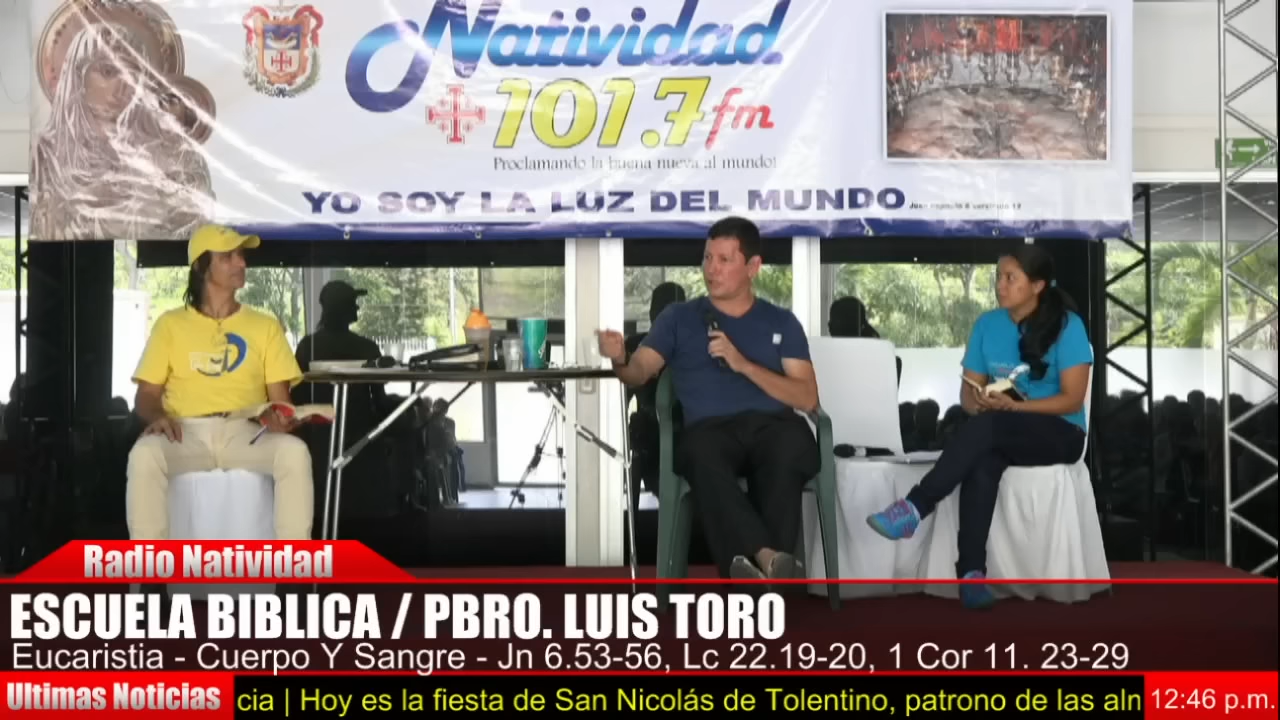 Natividad
101.7 fm
Proclamando la buena nueva al mundo!
YO SOY LA LUZ DEL MUNDO
Radio Natividad
ESCUELA BIBLICA / PBRO. LUIS TORO
Eucaristia - Cuerpo Y Sangre - Jn 6.53-56, Lc 22.19-20, 1 Cor 11. 23-29
Ultimas Noticias cia | Hoy es la fiesta de San Nicolás de Tolentino, patrono de las aln 12:46 p.m.